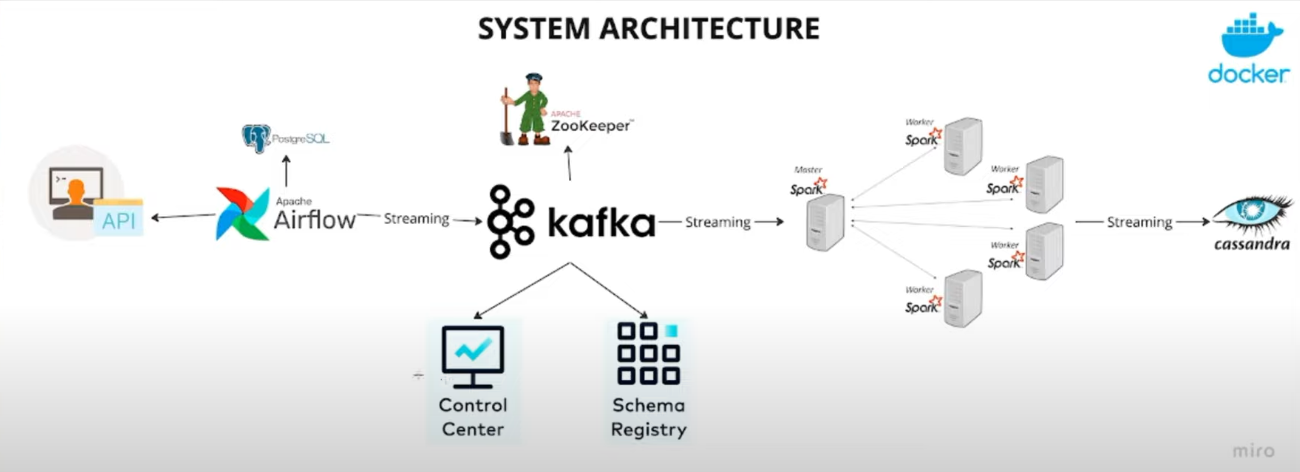 SYSTEM ARCHITECTURE
docker
APACHE
ZooKeeper™
PostgreSQL
API
Apache
Airflow
Streaming
kafka
Streaming
Master
Spark
Worker
Spark
Worker
Spark
Worker
Spark
Worker
Spark
Streaming
cassandra
Control
Center
Schema
Registry
miro